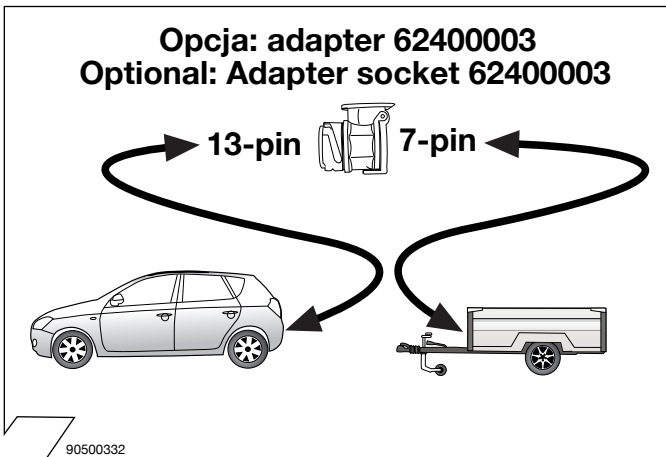 Opcja: adapter 62400003
Optional: Adapter socket 62400003
13-pin 7-pin
90500332